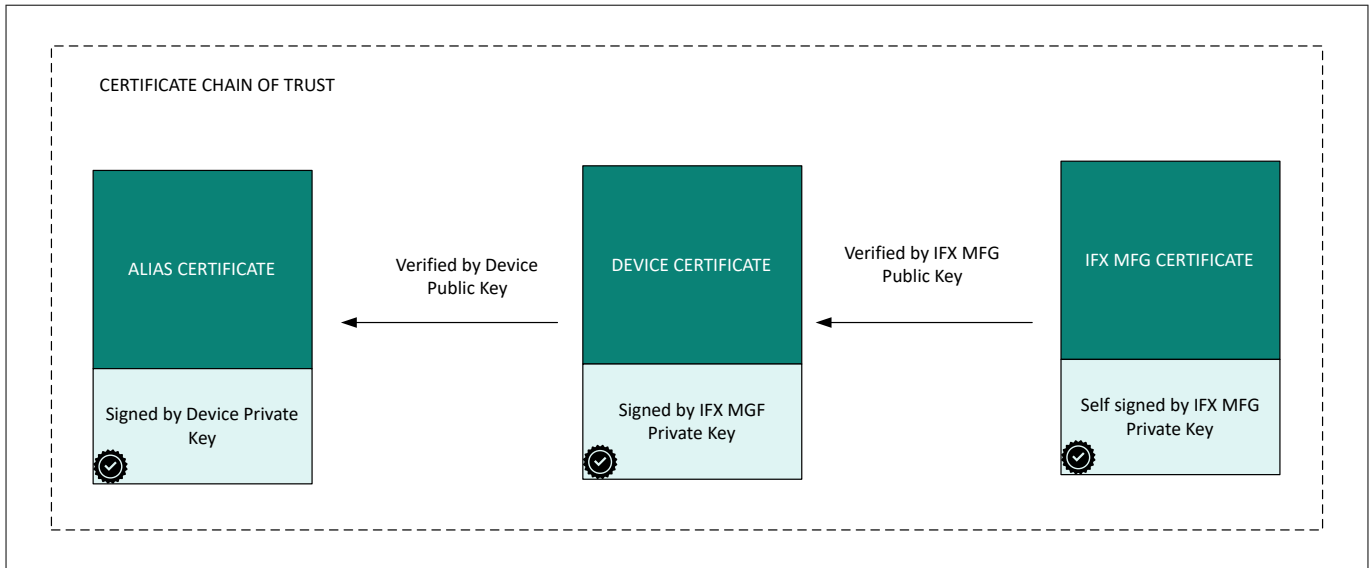 CERTIFICATE CHAIN OF TRUST
ALIAS CERTIFICATE
Signed by Device Private
Key
Verified by Device
Public Key
DEVICE CERTIFICATE
Signed by IFX MGF
Private Key
Verified by IFX MFG
Public Key
IFX MFG CERTIFICATE
Self signed by IFX MFG
Private Key